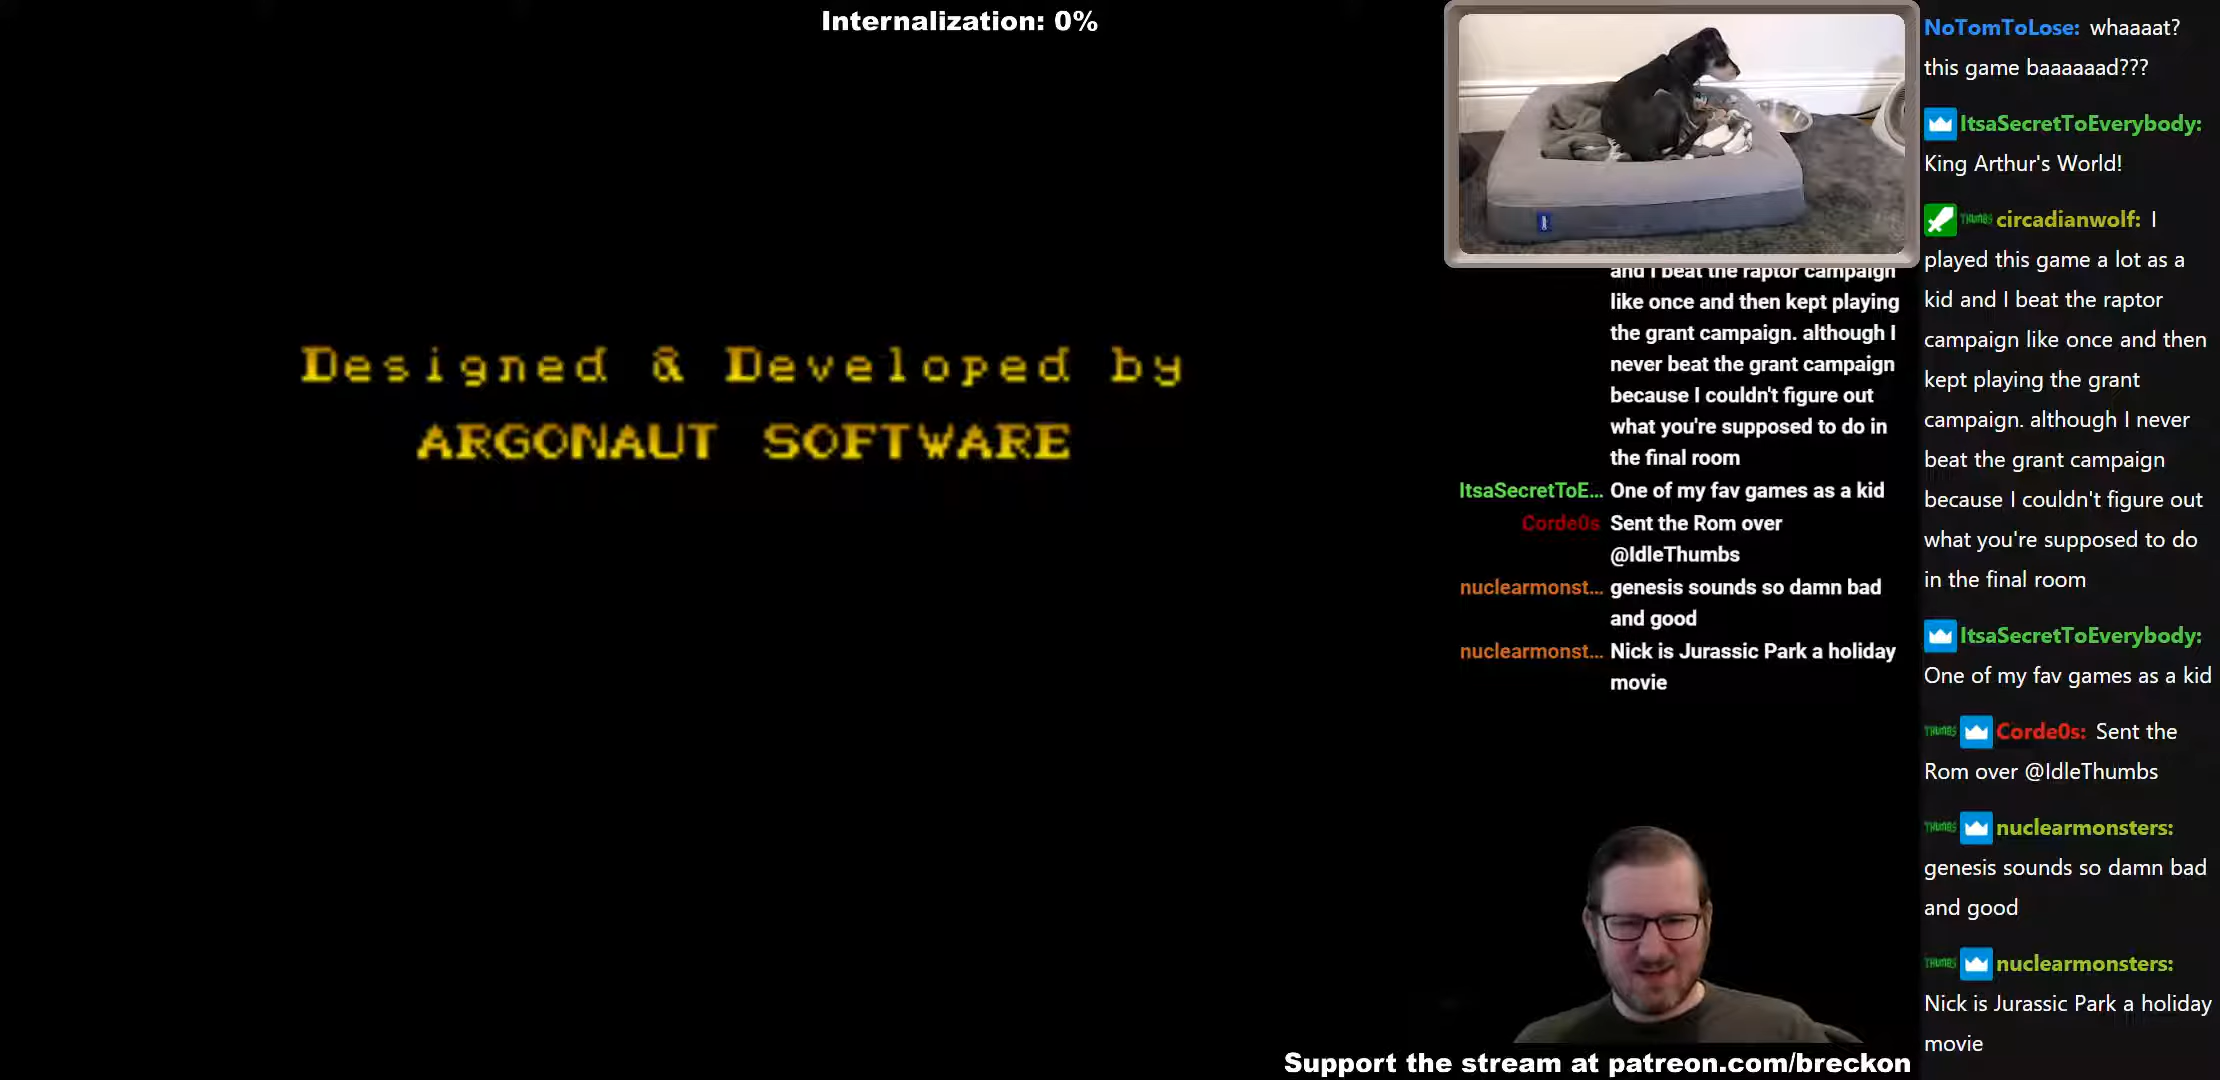 Internalization: 0%
Designed & Developed by
ARGONAUT SOFTWARE
and I beat the raptor campaign
like once and then kept playing
the grant campaign. although I
never beat the grant campaign
because I couldn't figure out
what you're supposed to do in
the final room
ItsaSecretToE... One of my fav games as a kid
Corde0s Sent the Rom over
@IdleThumbs
nuclearmonst... genesis sounds so damn bad
and good
nuclearmonst... Nick is Jurassic Park a holiday
movie
Support the stream at patreon.com/breckon
NoTomToLose: whaaaat?
this game baaaaaad???
ItsaSecretToEverybody:
King Arthur's World!
THUMBS circadianwolf: I
played this game a lot as a
kid and I beat the raptor
campaign like once and then
kept playing the grant
campaign. although I never
beat the grant campaign
because I couldn't figure out
what you're supposed to do
in the final room
ItsaSecretToEverybody:
One of my fav games as a kid
THUMBS Corde0s: Sent the
Rom over @IdleThumbs
THUMBS nuclearmonsters:
genesis sounds so damn bad
and good
THUMBS nuclearmonsters:
Nick is Jurassic Park a holiday
movie